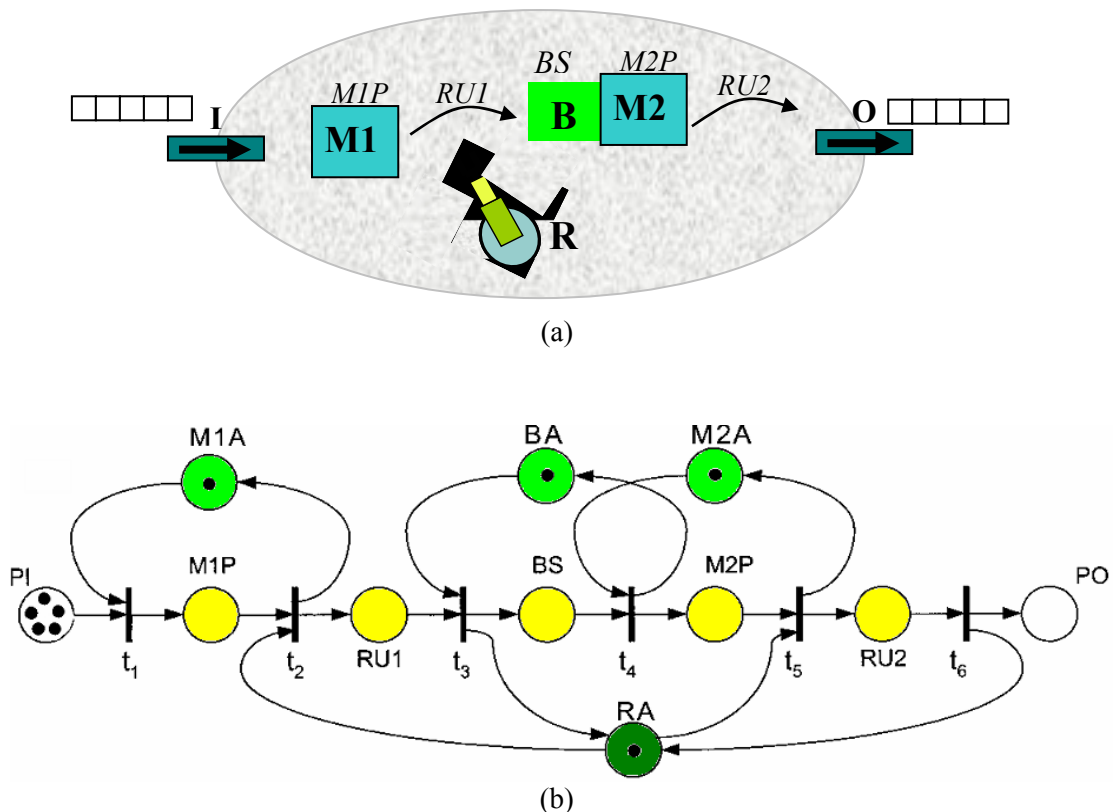 BS M2P
M1P RU1 RU2
I O
M1 B M2
R
(a)
M1A BA M2A
PI M1P BS M2P PO
t1 t2 RU1 t3 t4 t5 RU2 t6
RA
(b)